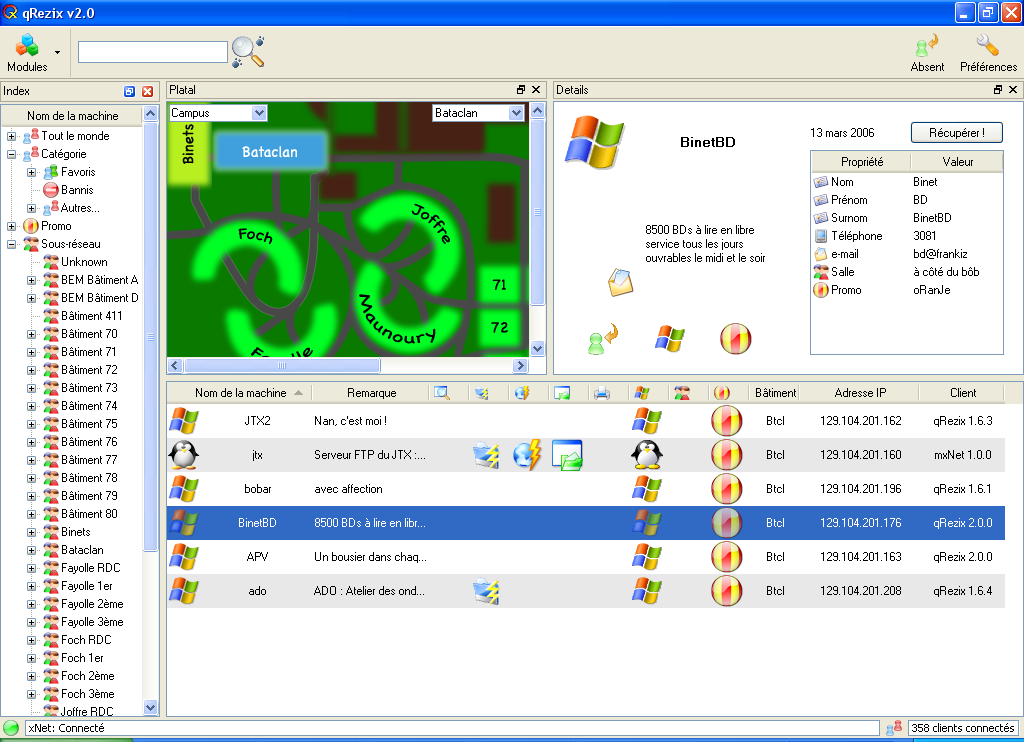 qRezix v2.0
Modules
Absent
Préférences
Index
Nom de la machine
Tout le monde
Catégorie
Favoris
Bannis
Autres...
Promo
Sous-réseau
Unknown
BEM Bâtiment A
BEM Bâtiment D
Bâtiment 411
Bâtiment 70
Bâtiment 71
Bâtiment 72
Bâtiment 73
Bâtiment 74
Bâtiment 75
Bâtiment 76
Bâtiment 77
Bâtiment 78
Bâtiment 79
Bâtiment 80
Binets
Bataclan
Fayolle RDC
Fayolle 1er
Fayolle 2ème
Fayolle 3ème
Foch RDC
Foch 1er
Foch 2ème
Foch 3ème
Joffre RDC
Platal
Campus
Bataclan
Binets
Bataclan
Joffre
Foch
Maunoury
71
72
Details
BinetBD
13 mars 2006
Récupérer !
8500 BDs à lire en libre
service tous les jours
ouvrables le midi et le soir
Propriété Valeur
Nom Binet
Prénom BD
Surnom BinetBD
Téléphone 3081
e-mail bd@frankiz
Salle à côté du bôb
Promo oRanJe
Nom de la machine Remarque Bâtiment Adresse IP Client
JTX2 Nan, c'est moi ! Btcl 129.104.201.162 qRezix 1.6.3
jtx Serveur FTP du JTX :... Btcl 129.104.201.160 mxNet 1.0.0
bobar avec affection Btcl 129.104.201.196 qRezix 1.6.1
BinetBD 8500 BDs à lire en libr... Btcl 129.104.201.176 qRezix 2.0.0
APV Un bousier dans chaq... Btcl 129.104.201.163 qRezix 2.0.0
ado ADO : Atelier des ond... Btcl 129.104.201.208 qRezix 1.6.4
xNet: Connecté
358 clients connectés